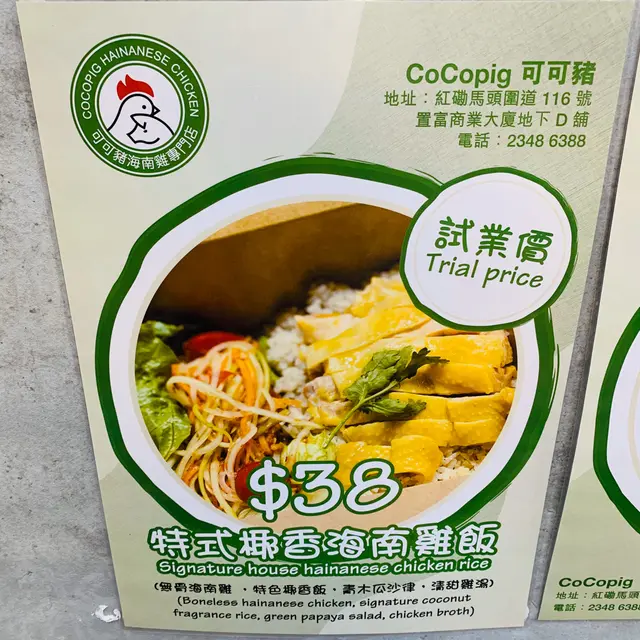 COCOPIG HAINANESE CHICKEN
可可豬海南雞專門店
CoCopig 可可豬
地址：紅磡馬頭圍道 116 號
置富商業大廈地下 D 舖
電話：2348 6388
試業價
Trial price
$38
特式椰香海南雞飯
Signature house hainanese chicken rice
(無骨海南雞、特色椰香飯、青木瓜沙律、清甜雞湯)
(Boneless hainanese chicken, signature coconut
fragrance rice, green papaya salad, chicken broth)
CoCopig
地址：紅磡馬頭
電話：2348 638